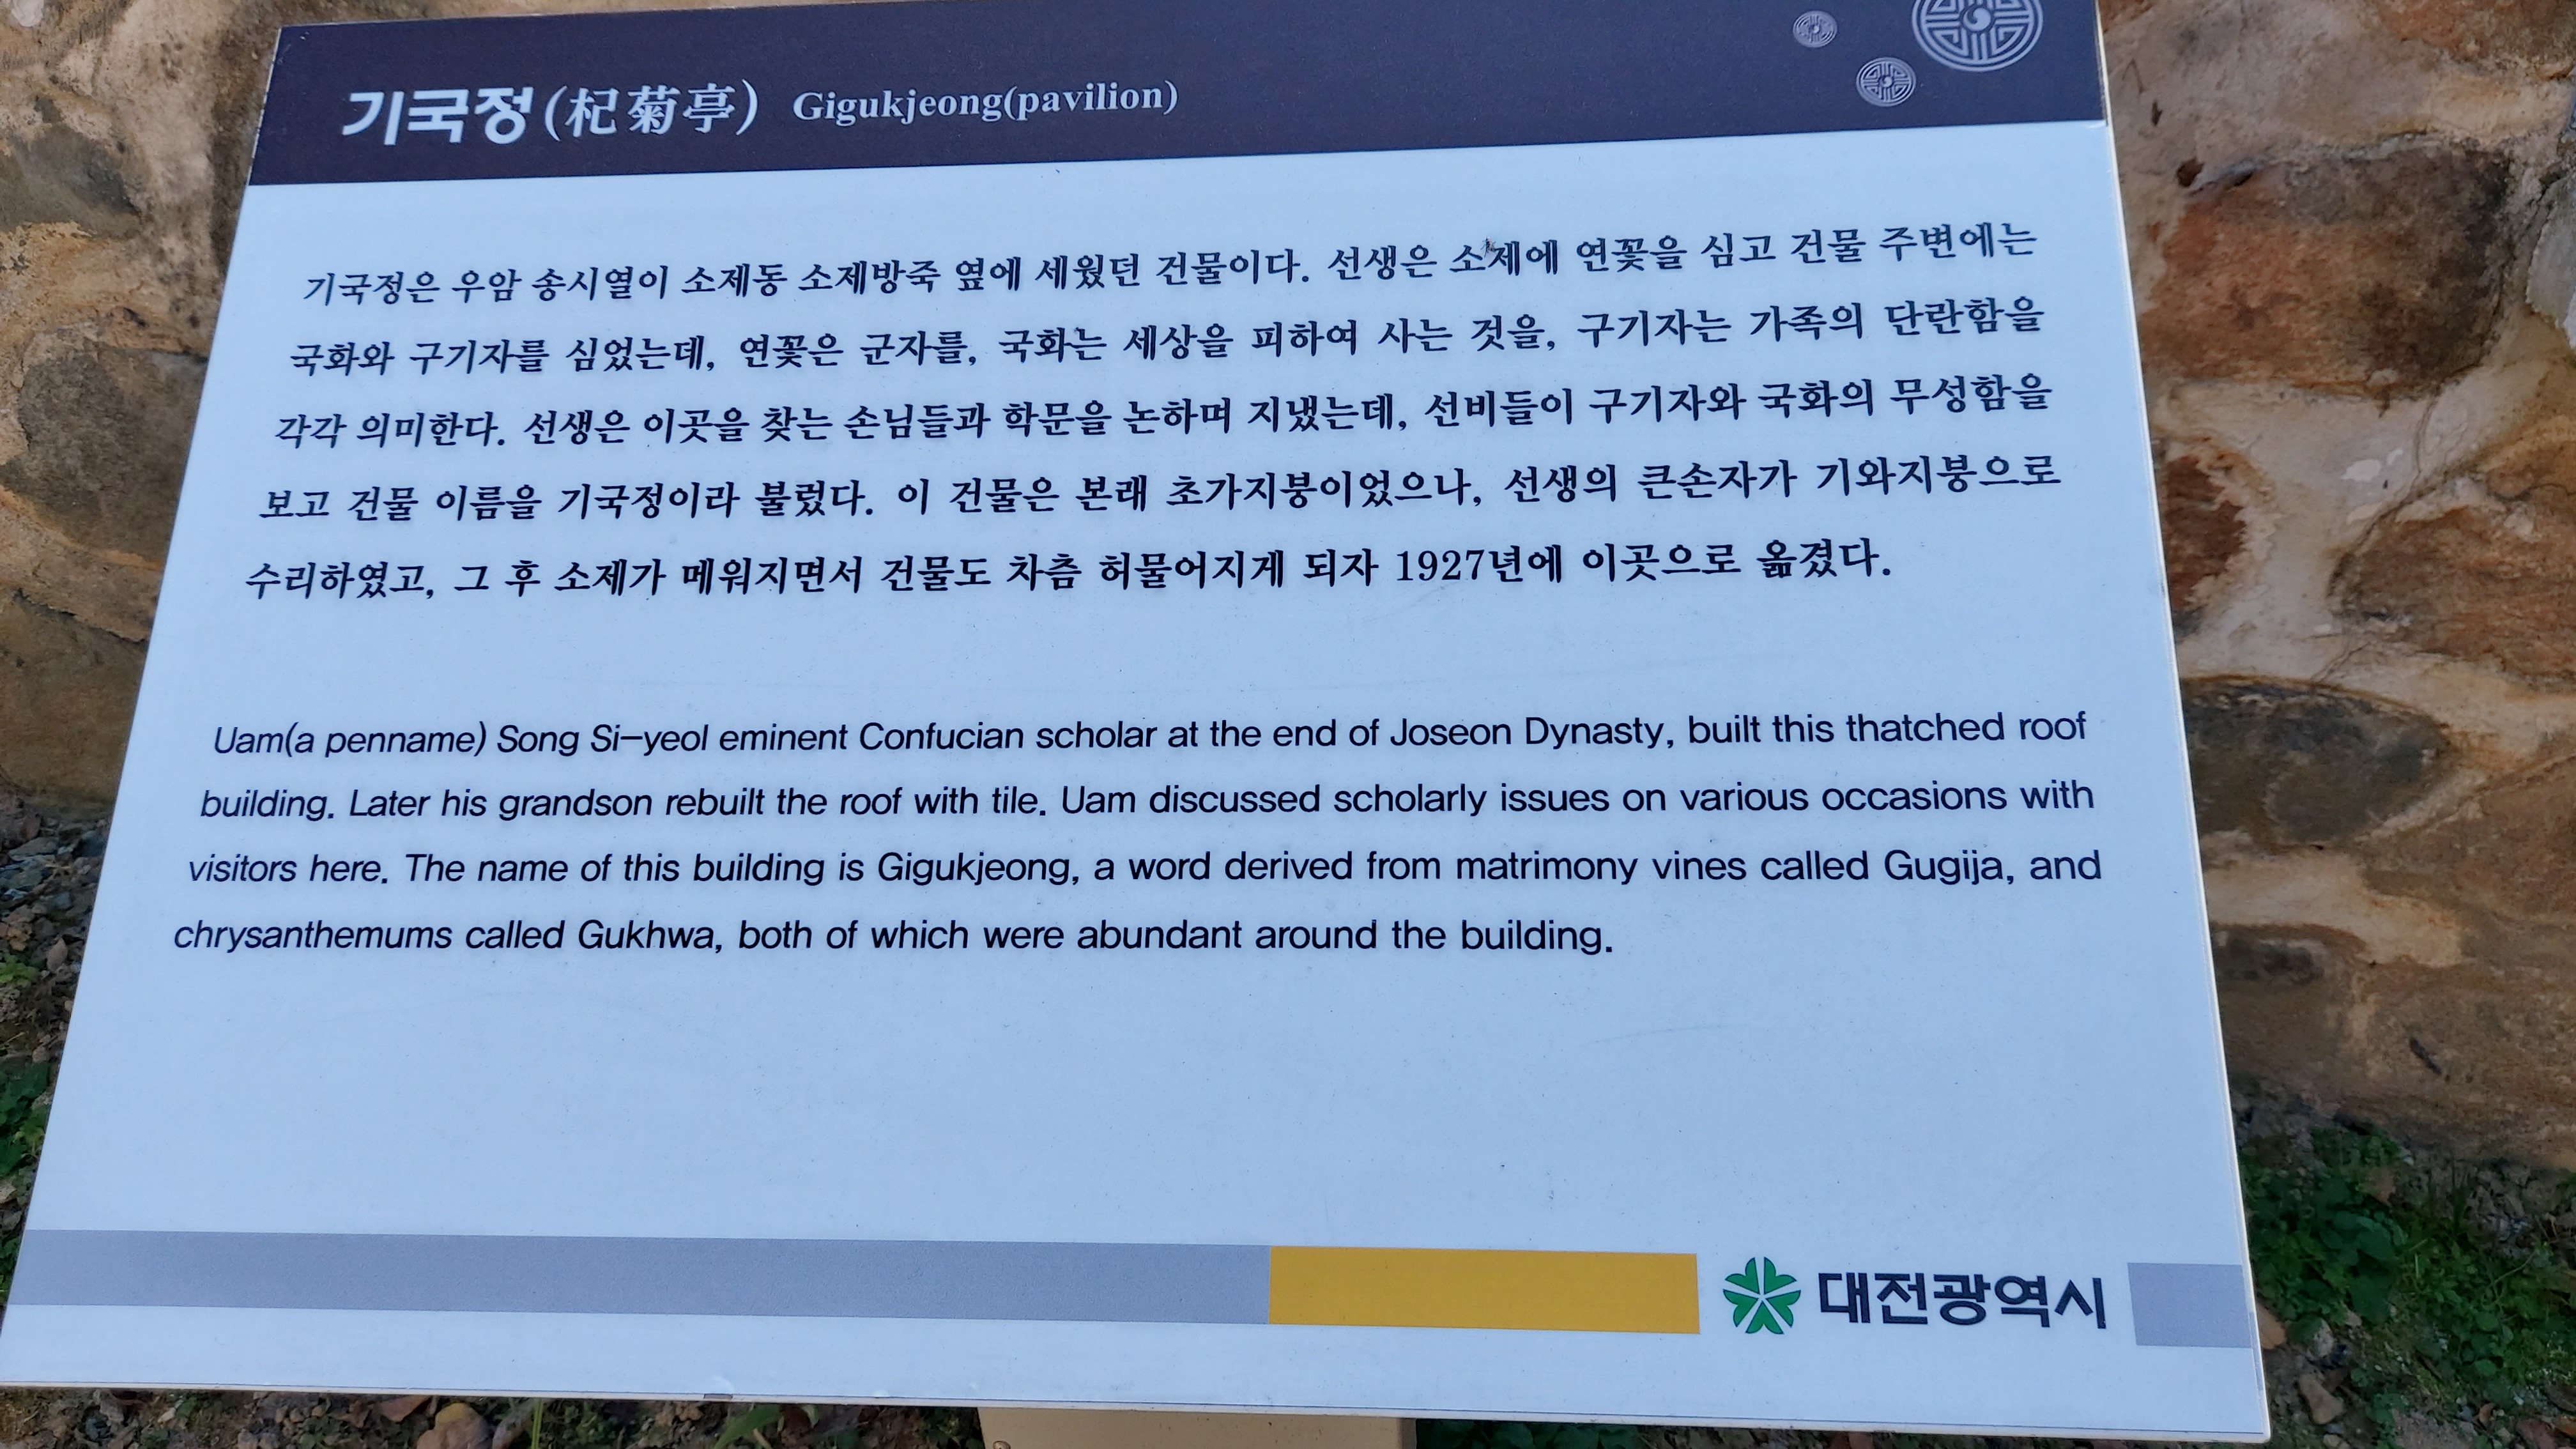 기국정(杞菊亭) Gigukjeong(pavilion)
기국정은 우암 송시열이 소제동 소제방죽 옆에 세웠던 건물이다. 선생은 소제에 연꽃을 심고 건물 주변에는
국화와 구기자를 심었는데, 연꽃은 군자를, 국화는 세상을 피하여 사는 것을, 구기자는 가족의 단란함을
각각 의미한다. 선생은 이곳을 찾는 손님들과 학문을 논하며 지냈는데, 선비들이 구기자와 국화의 무성함을
보고 건물 이름을 기국정이라 불렀다. 이 건물은 본래 초가지붕이었으나, 선생의 큰손자가 기와지붕으로
수리하였고, 그 후 소제가 메워지면서 건물도 차츰 허물어지게 되자 1927년에 이곳으로 옮겼다.
Uam(a penname) Song Si-yeol eminent Confucian scholar at the end of Joseon Dynasty, built this thatched roof
building. Later his grandson rebuilt the roof with tile. Uam discussed scholarly issues on various occasions with
visitors here. The name of this building is Gigukjeong, a word derived from matrimony vines called Gugija, and
chrysanthemums called Gukhwa, both of which were abundant around the building.
대전광역시